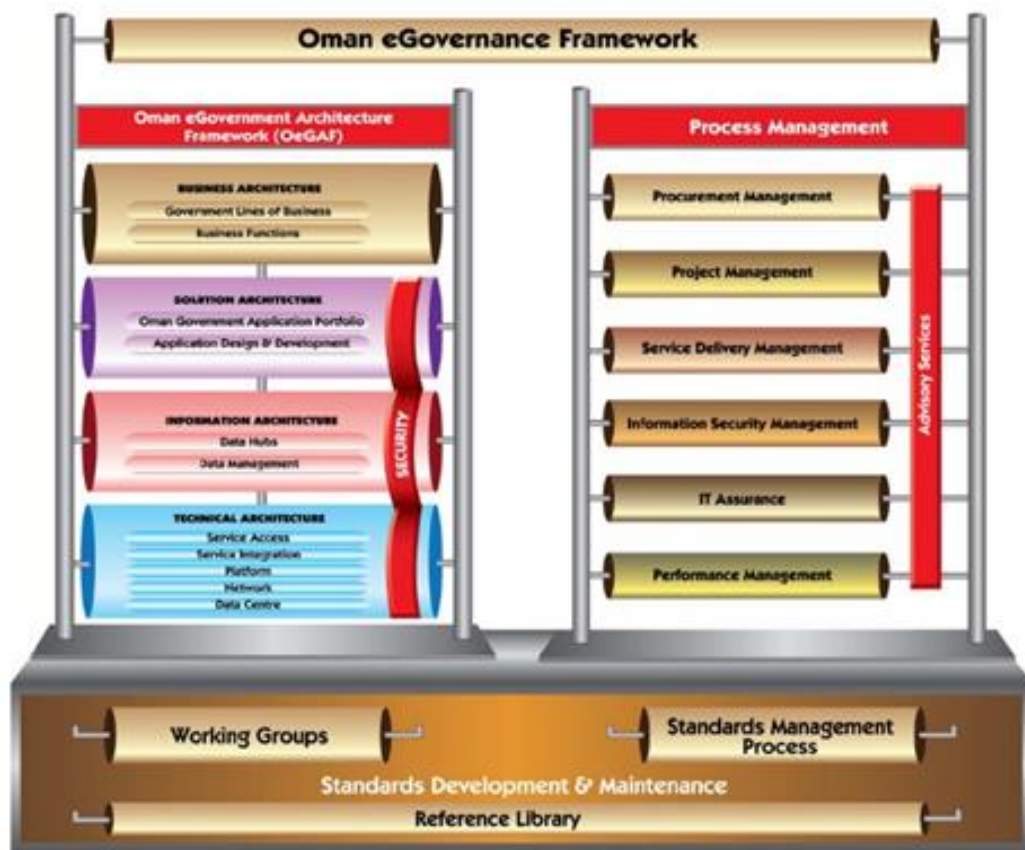 Oman eGovernance Framework
Oman eGovernment Architecture
Framework (OeGAF)
BUSINESS ARCHITECTURE
Government Lines of Business
Business Functions
SOLUTION ARCHITECTURE
Oman Government Application Portfolio
Application Design & Development
INFORMATION ARCHITECTURE
Data Hubs
Data Management
TECHNICAL ARCHITECTURE
Service Access
Service Integration
Platform
Network
Data Centre
SECURITY
Process Management
Procurement Management
Project Management
Service Delivery Management
Information Security Management
IT Assurance
Performance Management
Advisory Services
Working Groups
Standards Management
Process
Standards Development & Maintenance
Reference Library